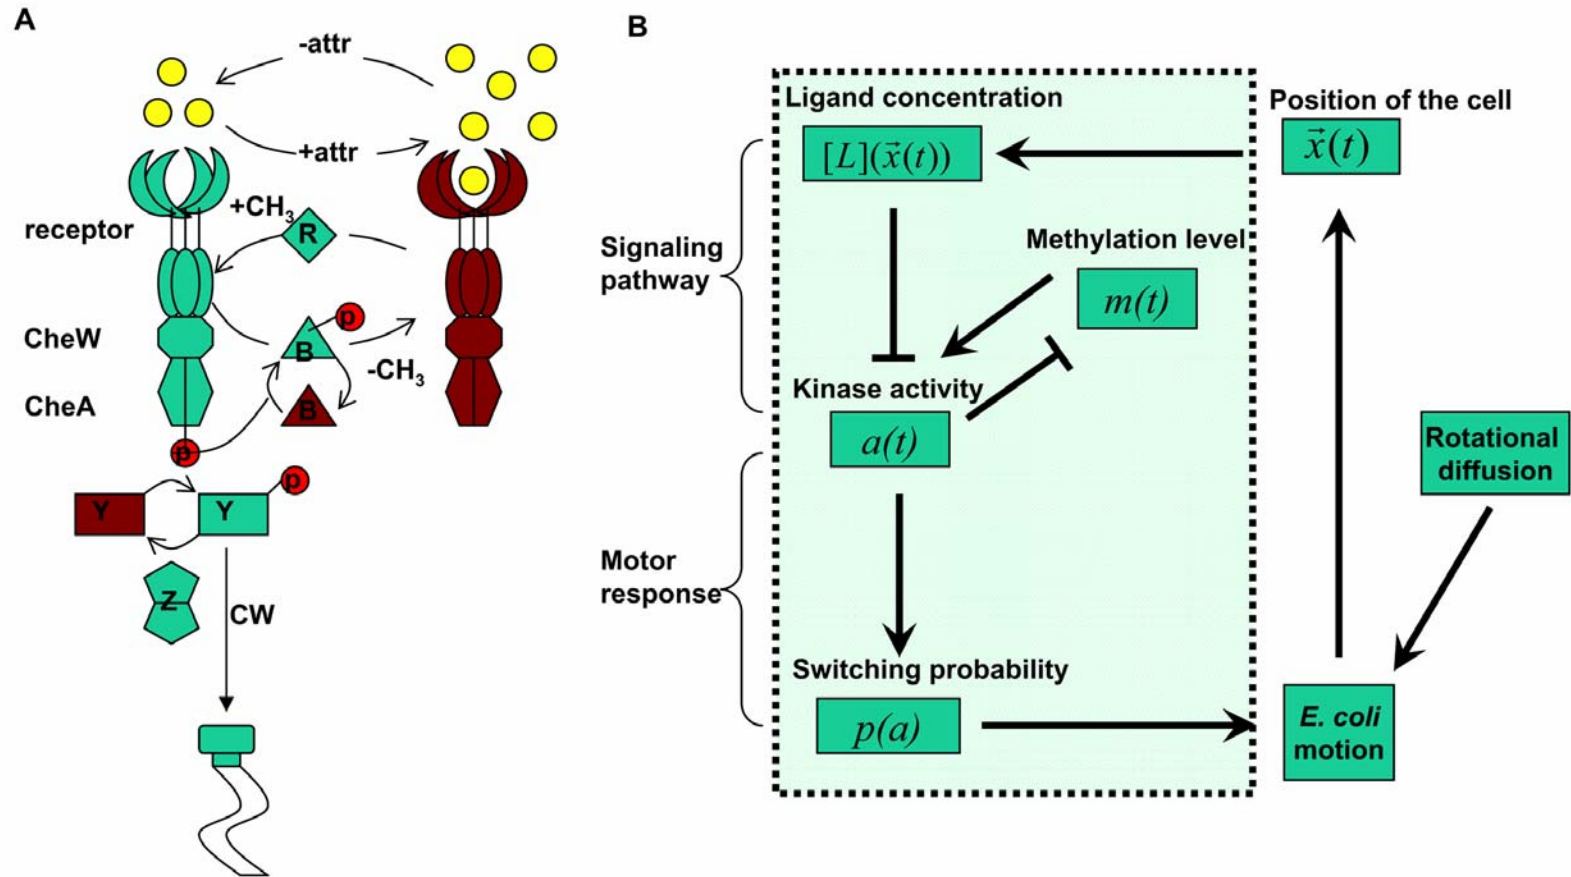 A
-attr
+attr
+CH3
receptor
R
p
CheW
B
-CH3
CheA
B
p
p
Y
Y
Z
CW
B
Ligand concentration
Position of the cell
[L](x⃗(t))
x⃗(t)
Signaling
pathway
Methylation level
m(t)
Kinase activity
a(t)
Rotational
diffusion
Motor
response
Switching probability
p(a)
E. coli
motion